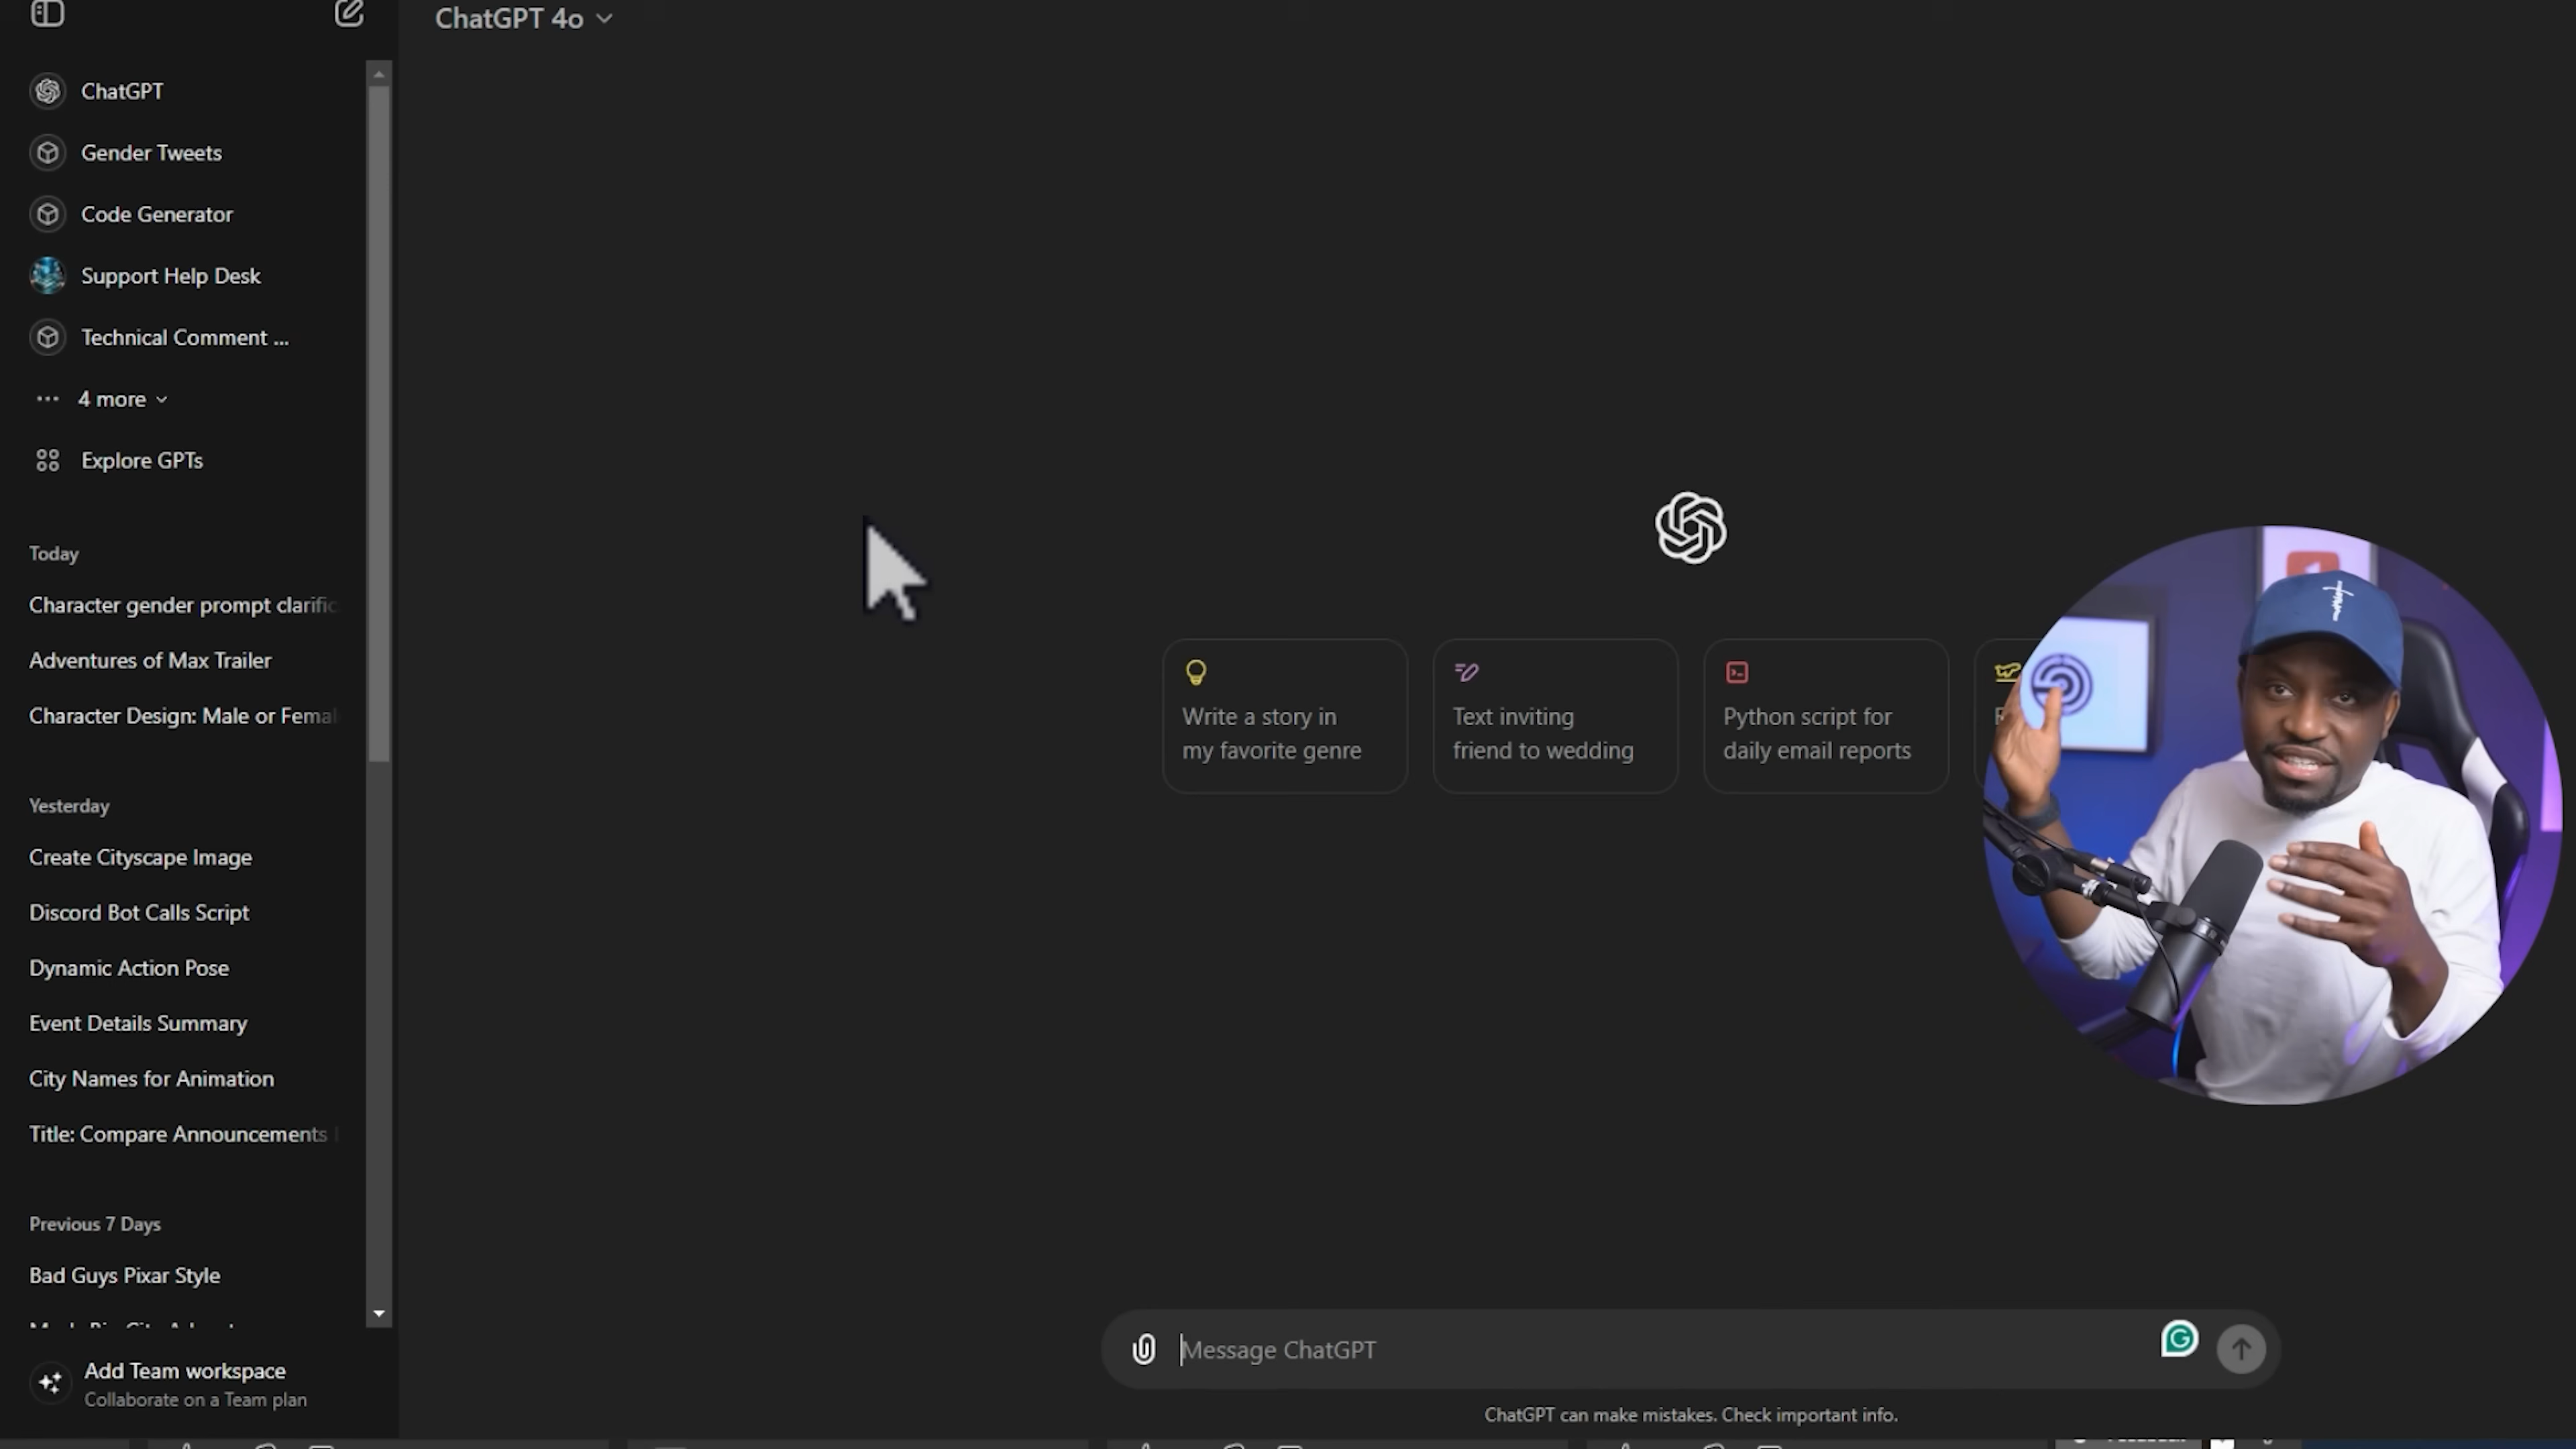 ChatGPT 4o
ChatGPT
Gender Tweets
Code Generator
Support Help Desk
Technical Comment ...
4 more
Explore GPTs
Today
Character gender prompt clarific
Adventures of Max Trailer
Character Design: Male or Femal
Yesterday
Create Cityscape Image
Discord Bot Calls Script
Dynamic Action Pose
Event Details Summary
City Names for Animation
Title: Compare Announcements
Previous 7 Days
Bad Guys Pixar Style
Add Team workspace
Collaborate on a Team plan
Write a story in
my favorite genre
Text inviting
friend to wedding
Python script for
daily email reports
Message ChatGPT
ChatGPT can make mistakes. Check important info.